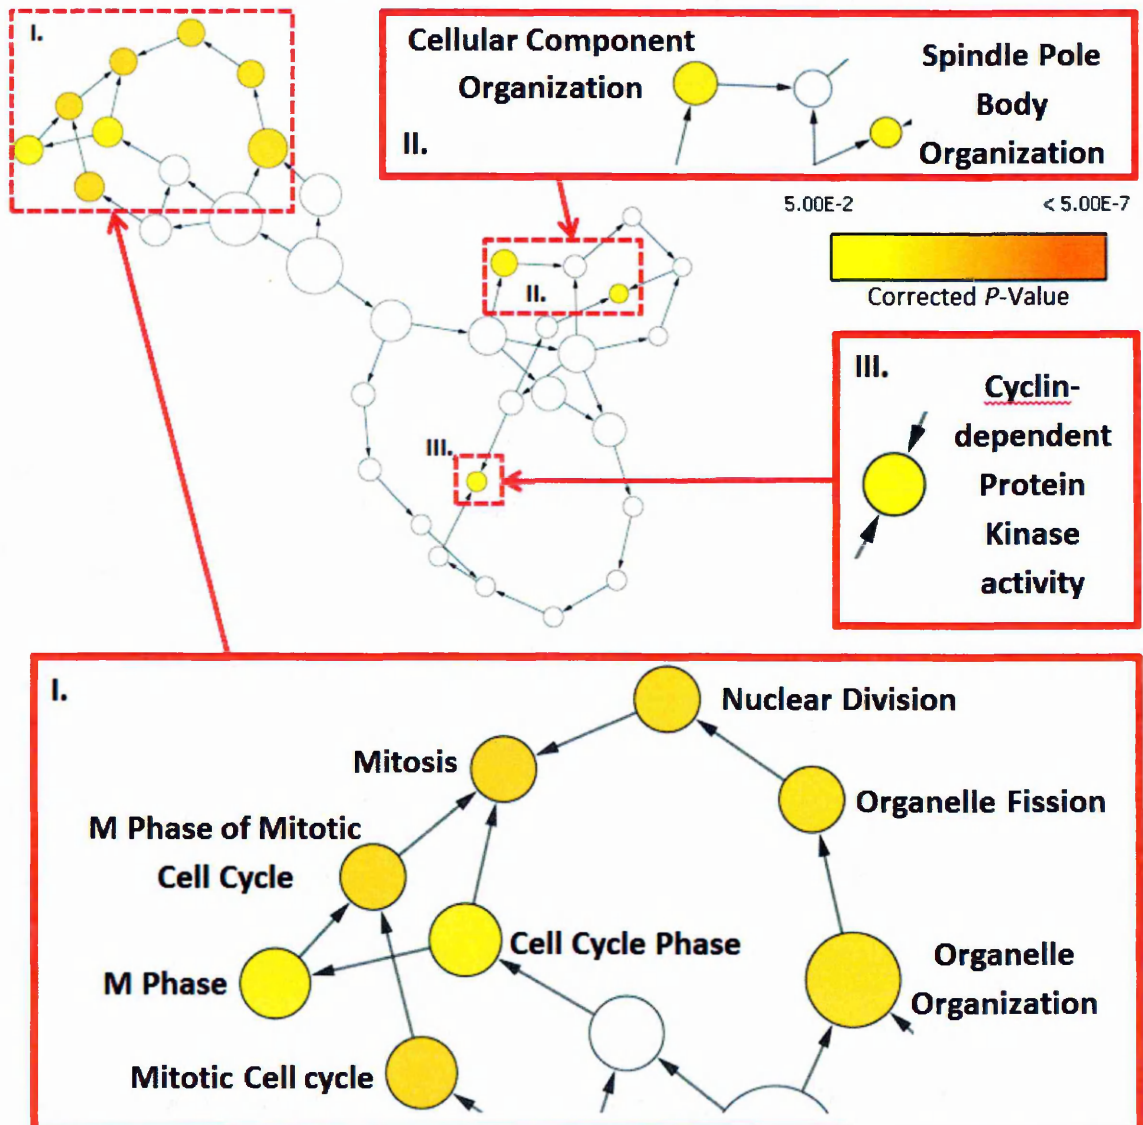 I.
Cellular Component
Organization
II.
Spindle Pole
Body
Organization
5.00E-2
< 5.00E-7
Corrected P-Value
II.
III.
III.
Cyclin-
dependent
Protein
Kinase
activity
I.
Nuclear Division
Mitosis
Organelle Fission
M Phase of Mitotic
Cell Cycle
Cell Cycle Phase
M Phase
Organelle
Organization
Mitotic Cell cycle